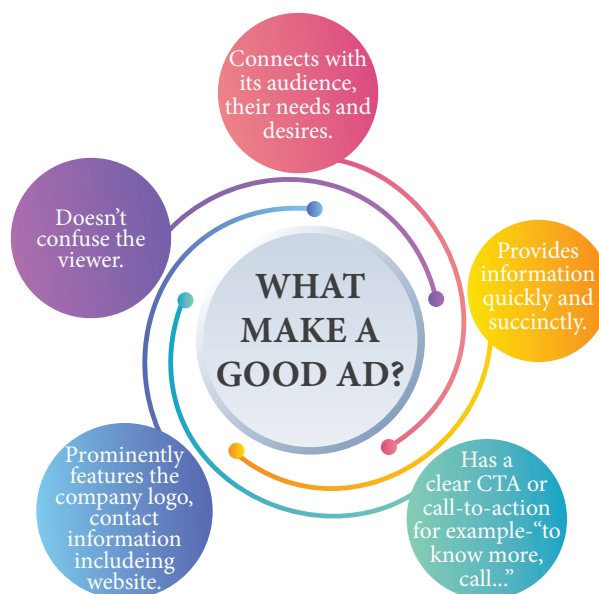 Connects with
its audience,
their needs and
desires.
Provides
information
quickly and
succinctly.
Has a
clear CTA or
call-to-action
for example-“to
know more,
call...”
Prominently
features the
company logo,
contact
information
includeing
website.
Doesn’t
confuse the
viewer.
WHAT
MAKE A
GOOD AD?